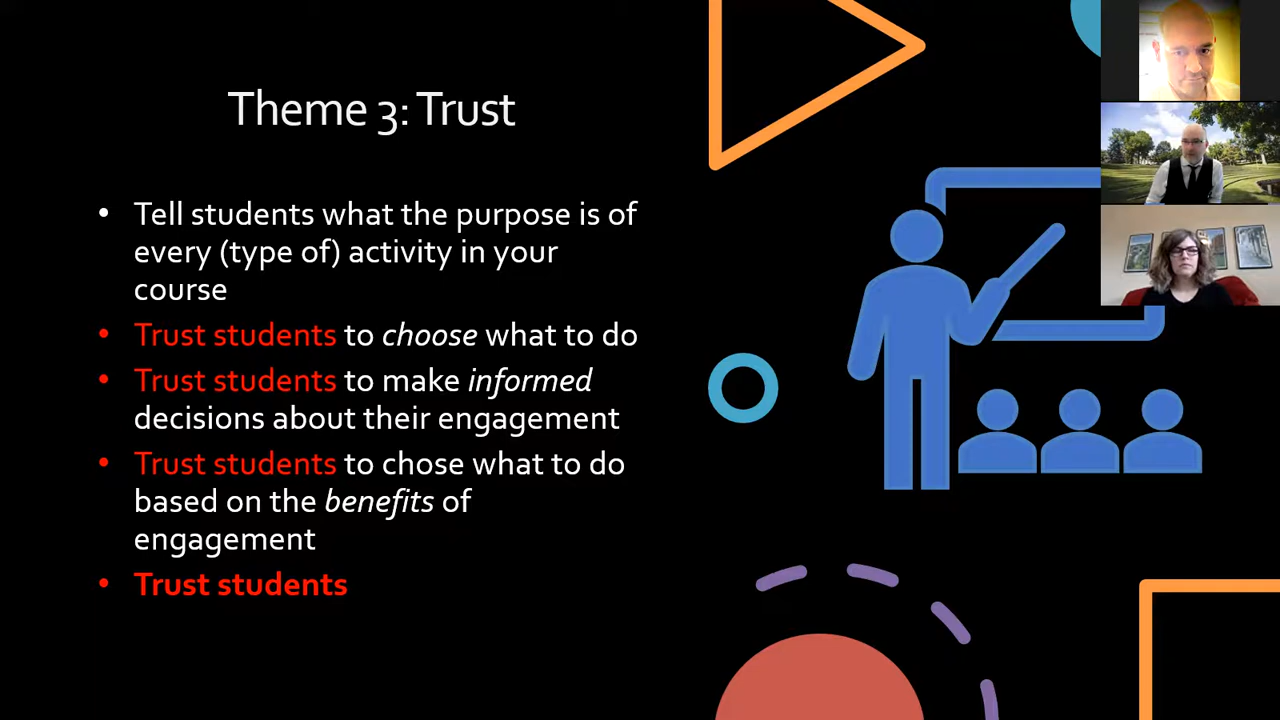 Theme 3: Trust
• Tell students what the purpose is of
every (type of) activity in your
course
• Trust students to choose what to do
• Trust students to make informed
decisions about their engagement
• Trust students to chose what to do
based on the benefits of
engagement
• Trust students